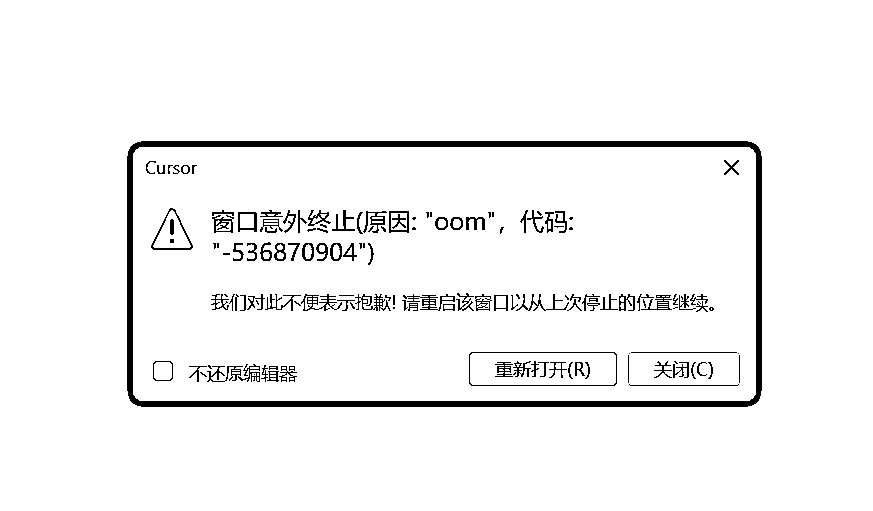 Cursor
窗口意外终止(原因: "oom"，代码:
"-536870904")
我们对此不便表示抱歉! 请重启该窗口以从上次停止的位置继续。
不还原编辑器
重新打开(R)
关闭(C)